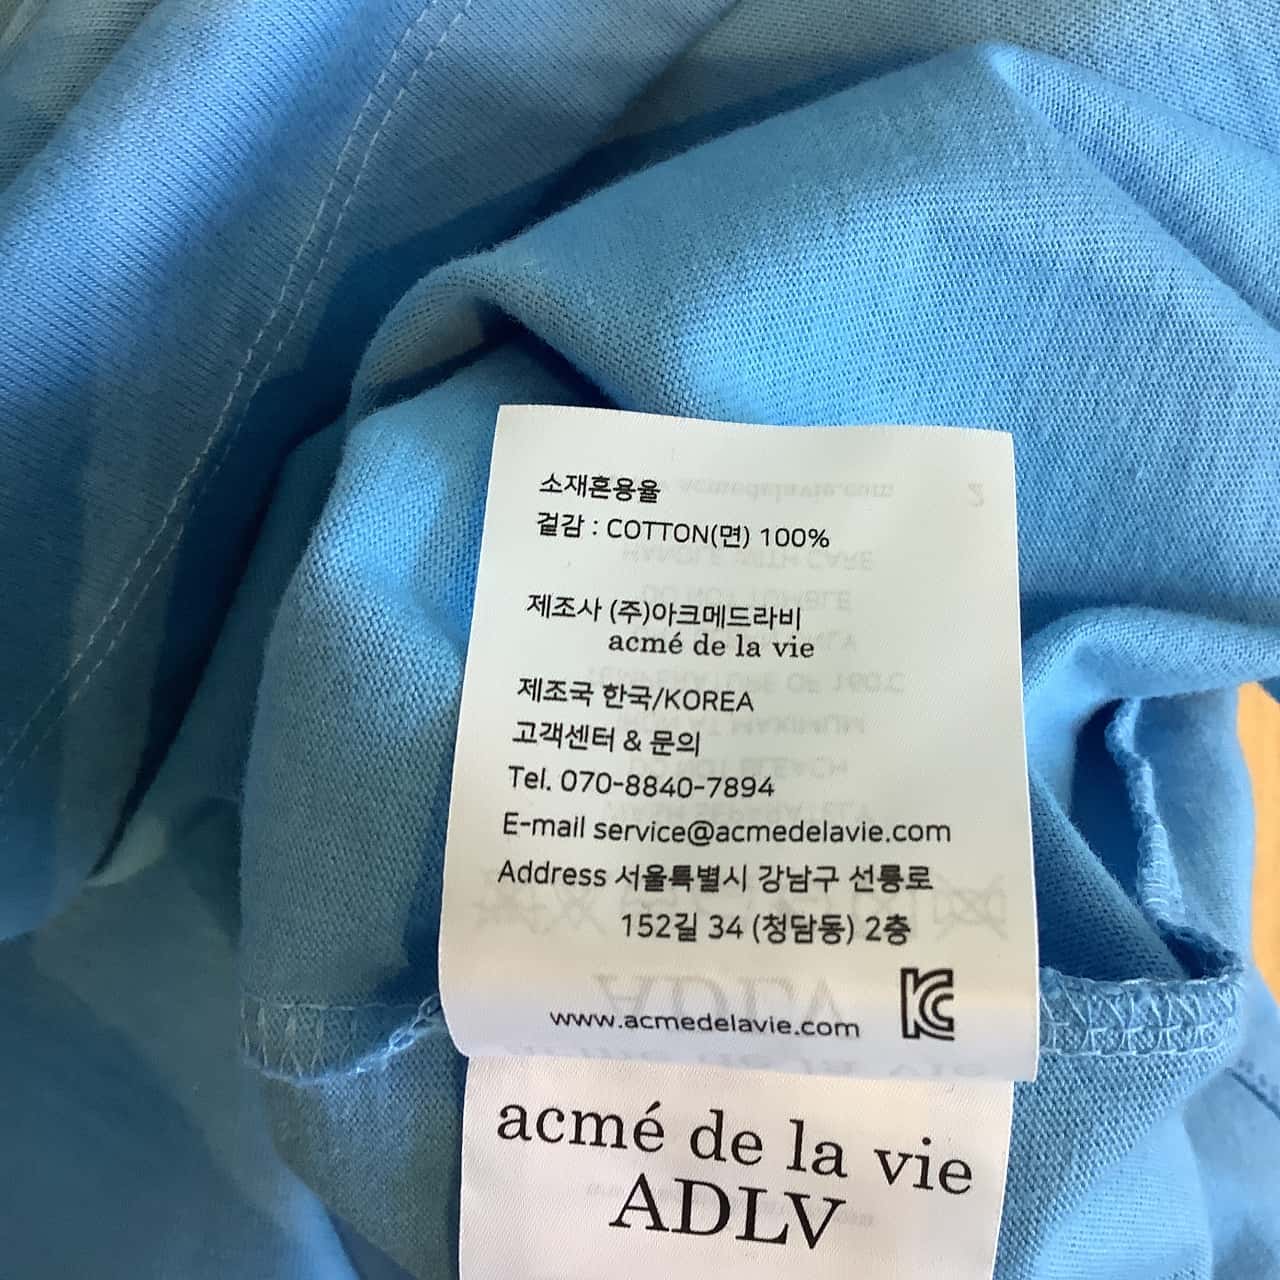 소재혼용율
겉감 : COTTON(면) 100%
제조사 (주)아크메드라비
acmé de la vie
제조국 한국/KOREA
고객센터 & 문의
Tel. 070-8840-7894
E-mail service@acmedelavie.com
Address 서울특별시 강남구 선릉로
152길 34 (청담동) 2층
www.acmedelavie.com
acmé de la vie
ADLV